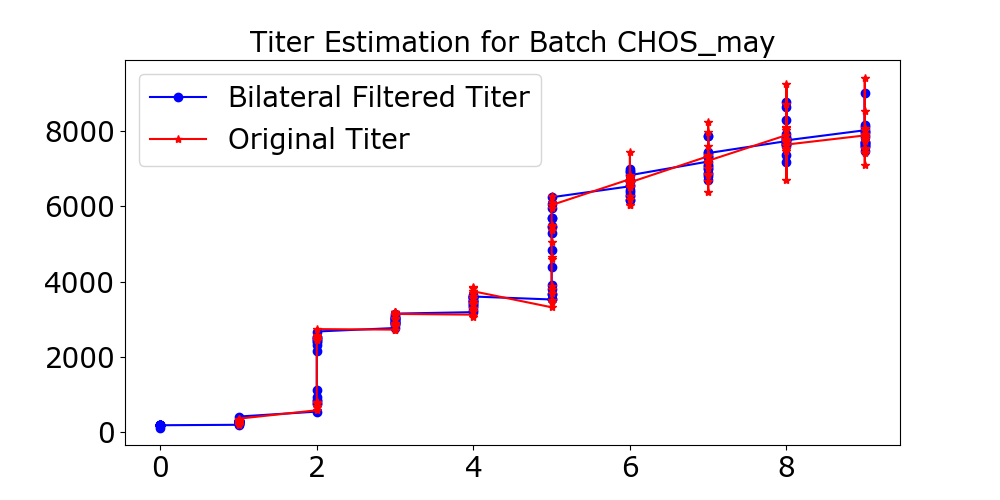 Titer Estimation for Batch CHOS_may
Bilateral Filtered Titer
Original Titer
8000
6000
4000
2000
0
0 2 4 6 8